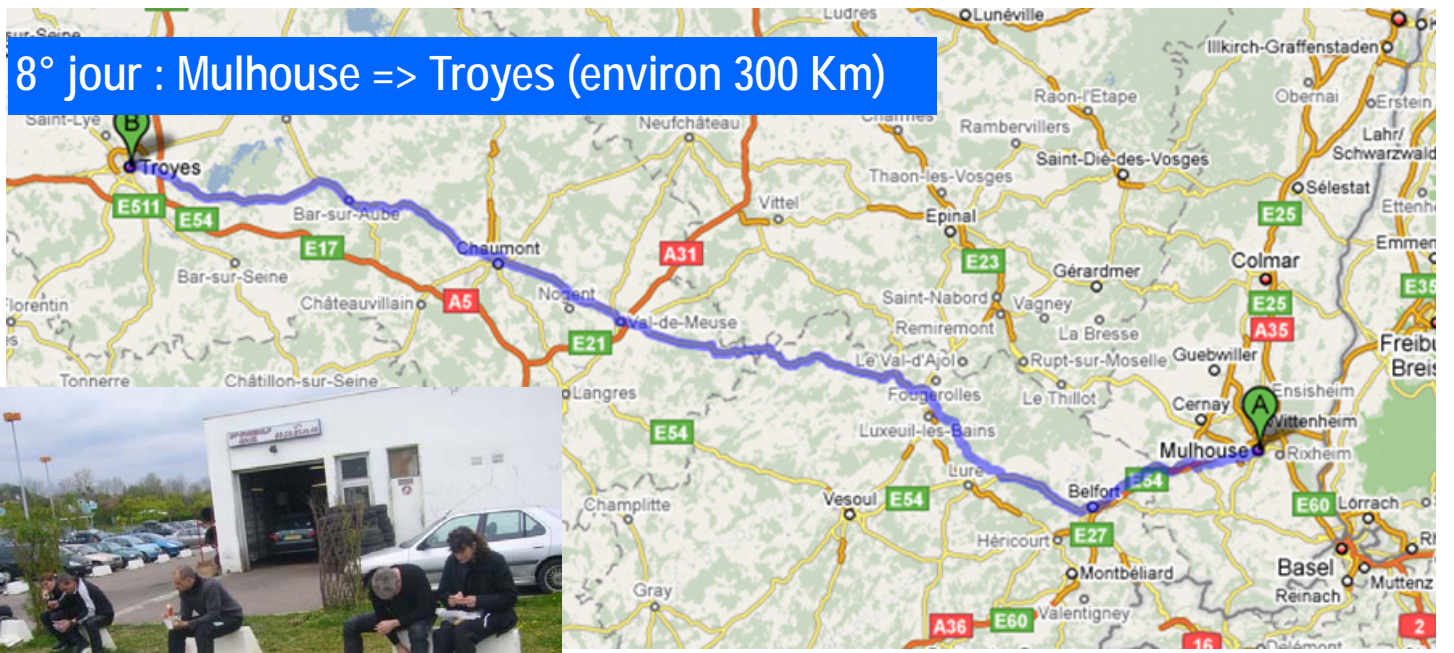 8° jour : Mulhouse => Troyes (environ 300 Km)
sur-Seine
Ludres
Lunéville
Illkirch-Graffenstaden
Saint-Lye
B
Neufchâteau
Charmes
Raon-l'Etape
Rambervillers
Obernai
Erstein
Lahr/
Schwarzwald
Troyes
Saint-Dié-des-Vosges
Thaon-les-Vosges
Sélestat
E511
E54
Bar-sur-Aube
Vittel
Epinal
E25
E17
Chaumont
A31
E23
Colmar
Bar-sur-Seine
Gérardmer
Florentin
Châteauvillain
A5
Nogent
Saint-Nabord
Vagney
E25
E35
Val-de-Meuse
Remiremont
La Bresse
A35
E21
Le Val-d'Ajol
Rupt-sur-Moselle
Guebwiller
Tonnerre
Châtillon-sur-Seine
Langres
Fougerolles
Le Thillot
Ensisheim
Cernay
A
Wittenheim
E54
Luxeuil-les-Bains
Mulhouse
Rixheim
Lure
Belfort
E54
Champlitte
Vesoul
E54
E60
Lörrach
Héricourt
E27
Montbéliard
Basel
Muttenz
Reinach
Gray
Valentigney
A36
E60
16
2
Delémont